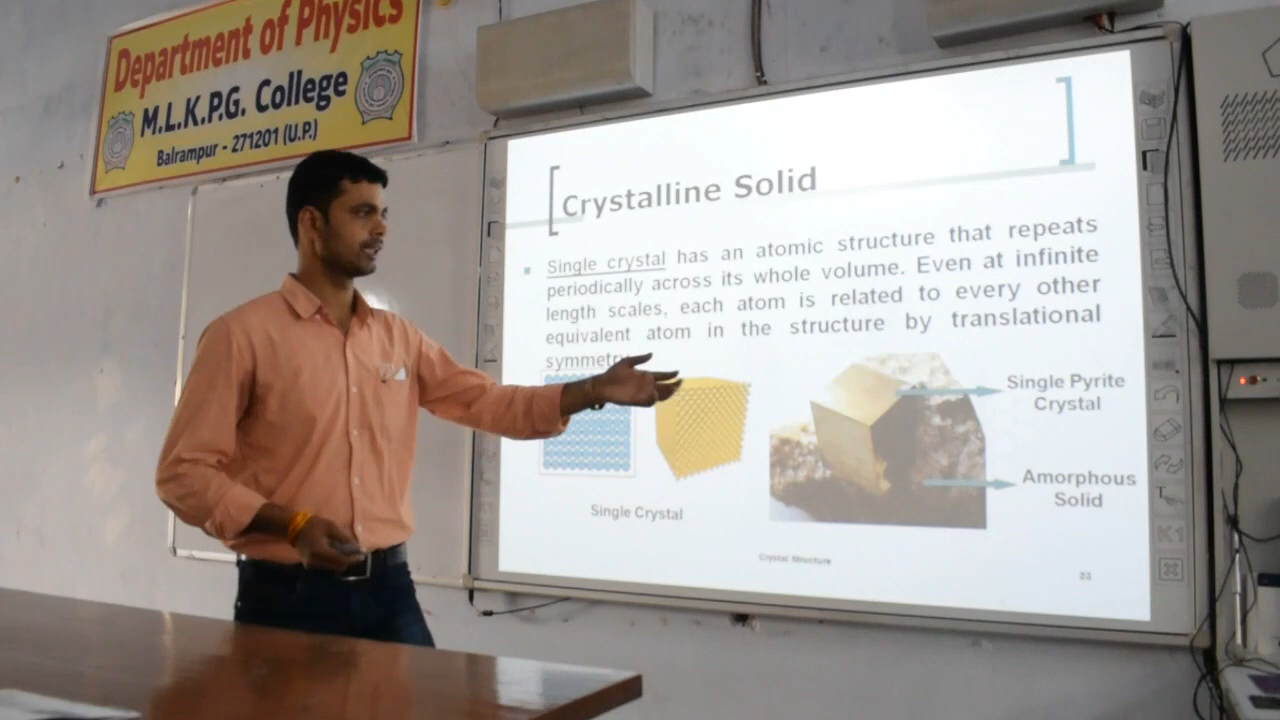 Department of Physics
M.L.K.P.G. College
Balrampur - 271201 (U.P.)
Crystalline Solid
Single crystal has an atomic structure that repeats
periodically across its whole volume. Even at infinite
length scales, each atom is related to every other
equivalent atom in the structure by translational
symmetry
Single Pyrite
Crystal
Amorphous
Solid
Single Crystal
Crystal Structure